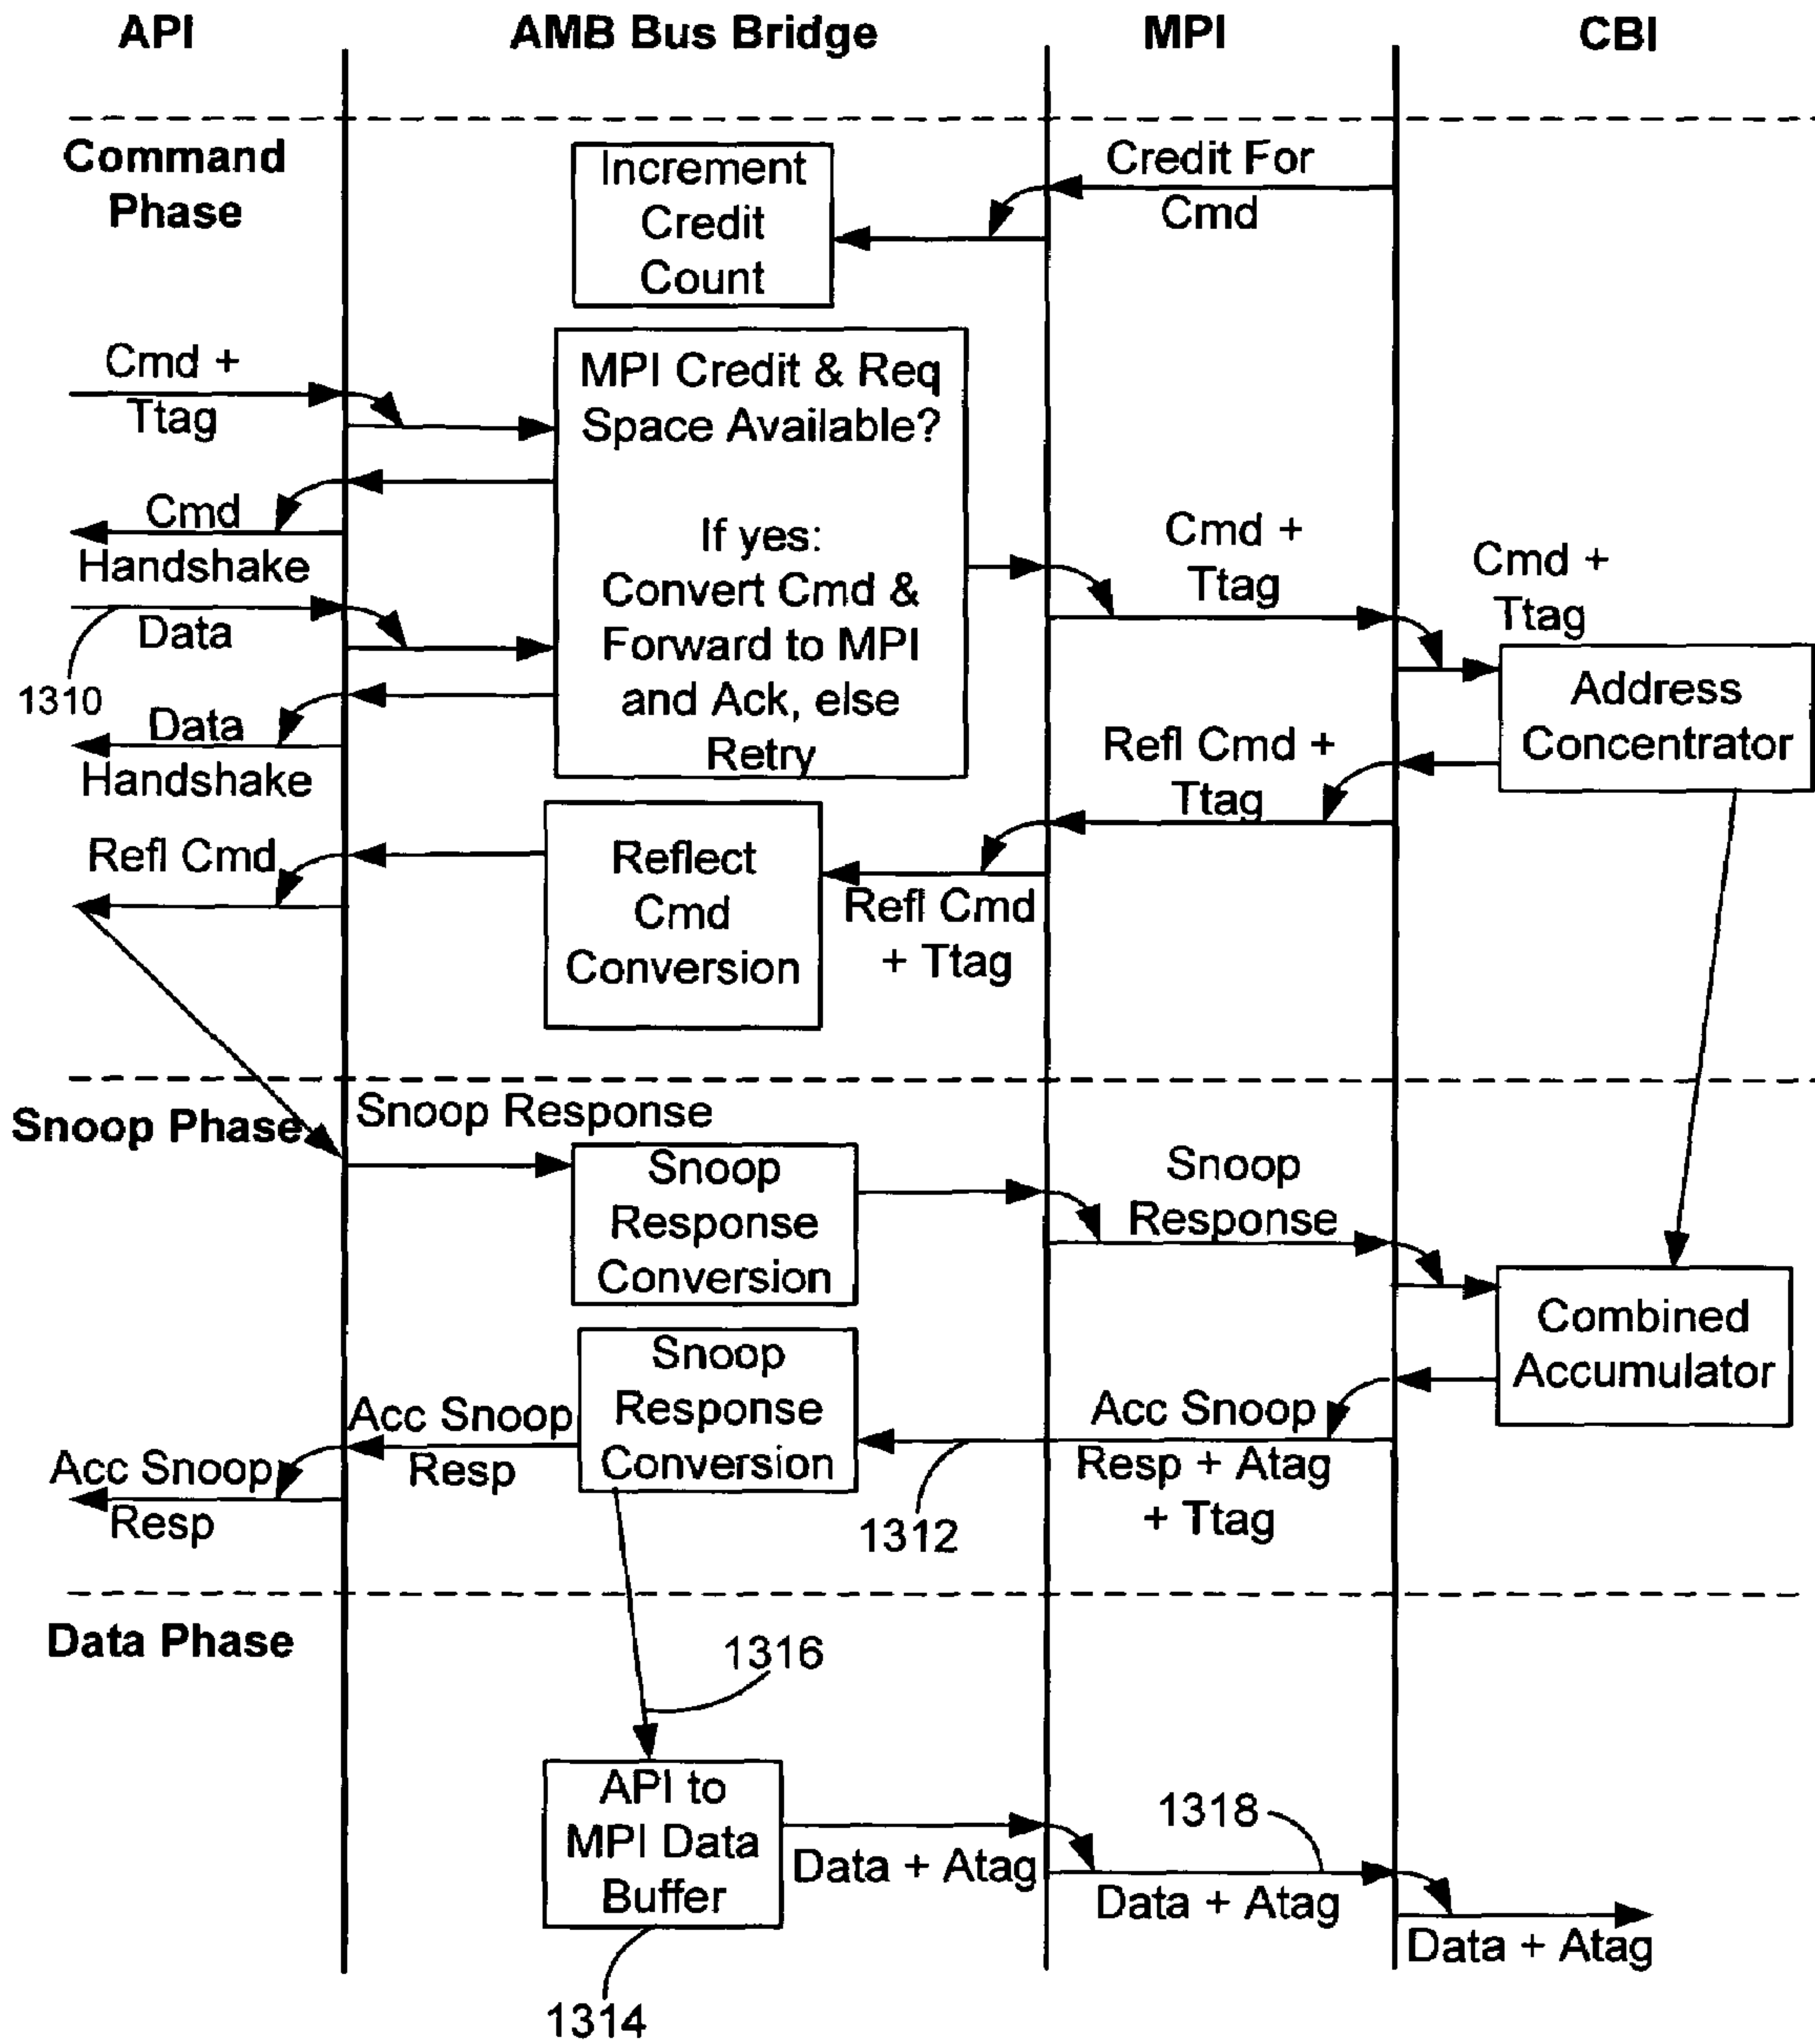 API
AMB Bus Bridge
MPI
CBI
Command
Phase
Increment
Credit
Count
Credit For
Cmd
Cmd +
Ttag
MPI Credit & Req
Space Available?
If yes:
Convert Cmd &
Forward to MPI
and Ack, else
Retry
Cmd
Handshake
Data
1310
Data
Handshake
Cmd +
Ttag
Cmd +
Ttag
Address
Concentrator
Refl Cmd +
Ttag
Refl Cmd
Reflect
Cmd
Conversion
Refl Cmd
+ Ttag
Snoop Phase
Snoop Response
Snoop
Response
Conversion
Snoop
Response
Combined
Accumulator
Snoop
Response
Conversion
Acc Snoop
Resp
Acc Snoop
Resp
Acc Snoop
Resp + Atag
+ Ttag
1312
Data Phase
1316
API to
MPI Data
Buffer
Data + Atag
1318
Data + Atag
Data + Atag
1314